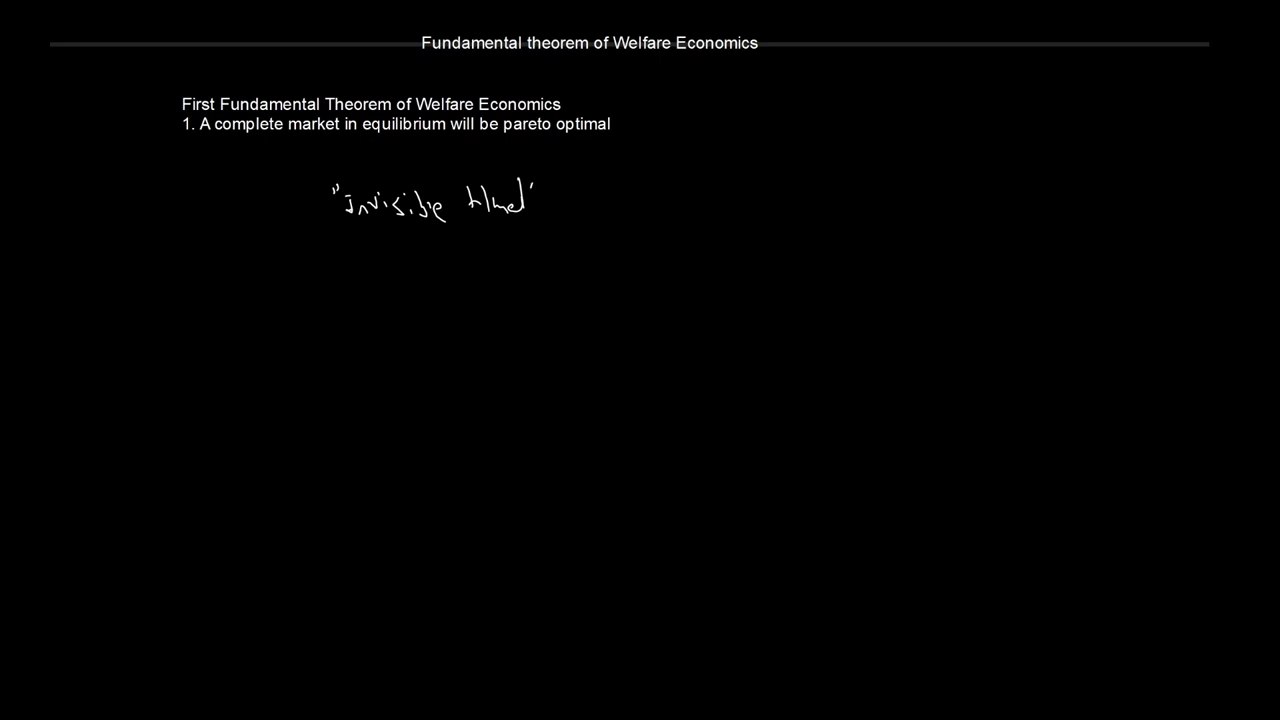 Fundamental theorem of Welfare Economics
First Fundamental Theorem of Welfare Economics
1. A complete market in equilibrium will be pareto optimal
"Invisible Hand"